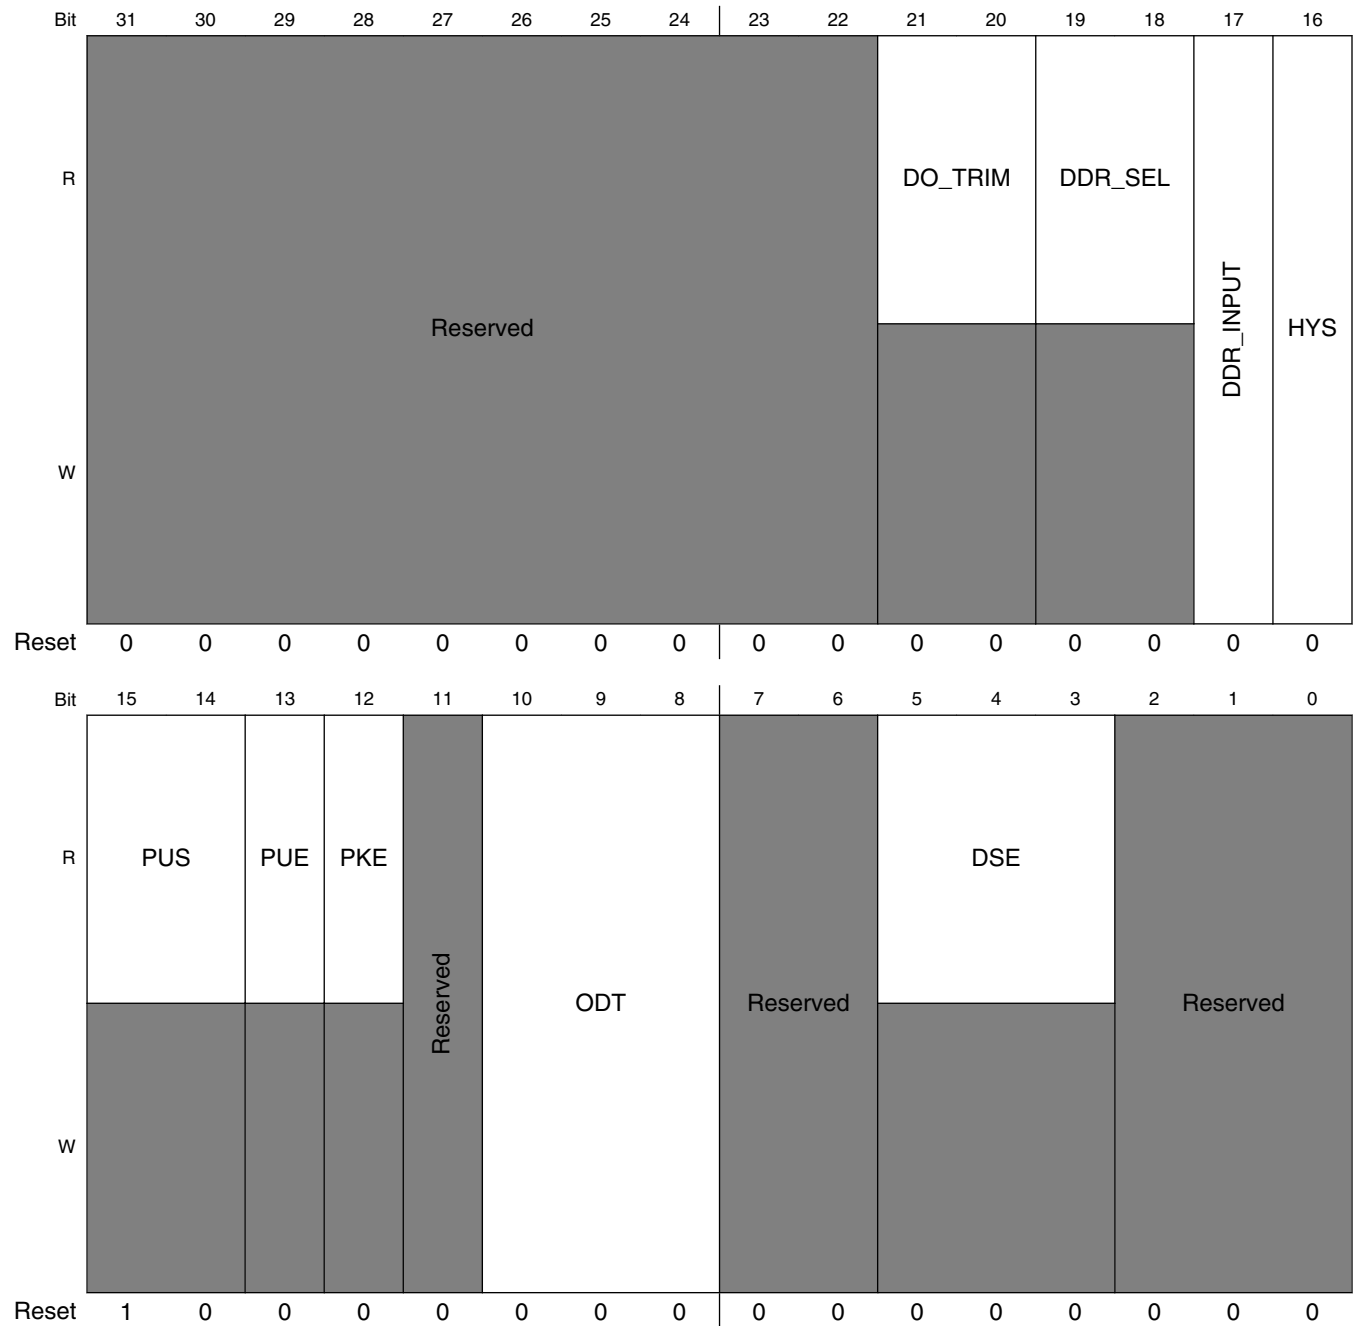 Bit 31 30 29 28 27 26 25 24 23 22 21 20 19 18 17 16
R Reserved DO_TRIM DDR_SEL DDR_INPUT HYS
W
Reset 0 0 0 0 0 0 0 0 0 0 0 0 0 0 0 0
Bit 15 14 13 12 11 10 9 8 7 6 5 4 3 2 1 0
R PUS PUE PKE Reserved ODT Reserved DSE Reserved
W
Reset 1 0 0 0 0 0 0 0 0 0 0 0 0 0 0 0